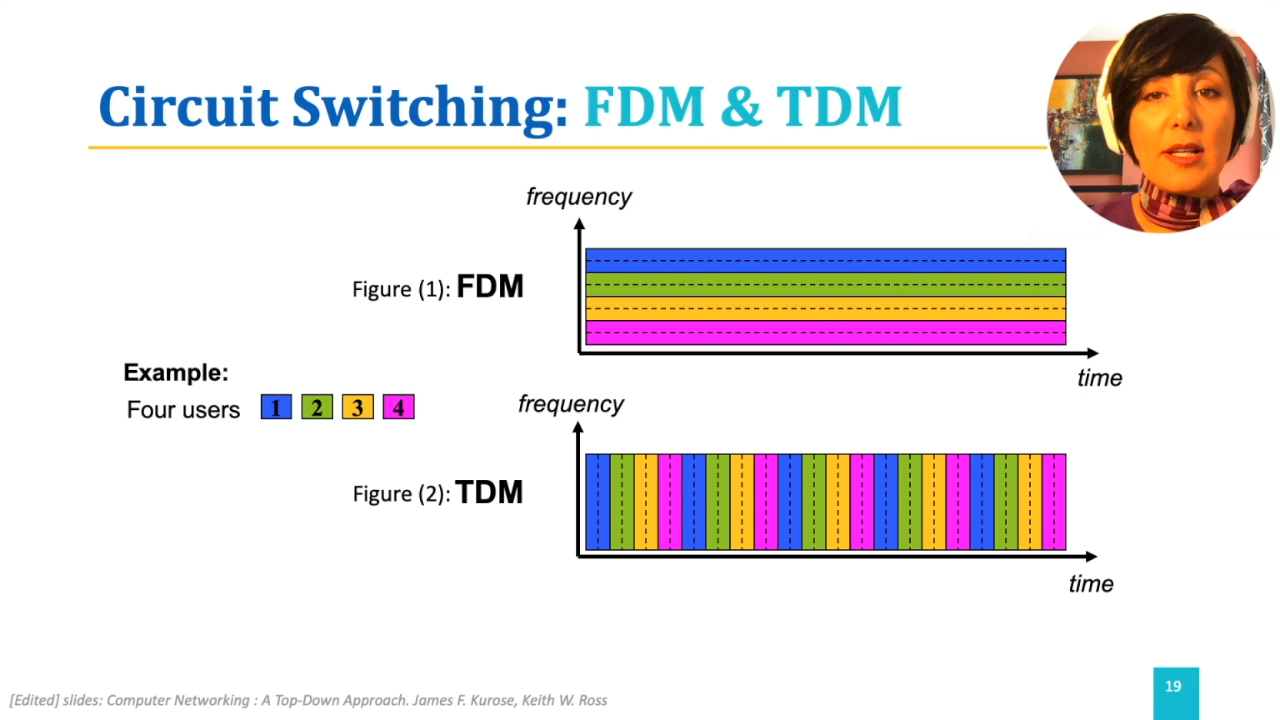 Circuit Switching: FDM & TDM
frequency
Figure (1): FDM
time
Example:
Four users 1 2 3 4
frequency
Figure (2): TDM
time
[Edited] slides: Computer Networking : A Top-Down Approach. James F. Kurose, Keith W. Ross
19